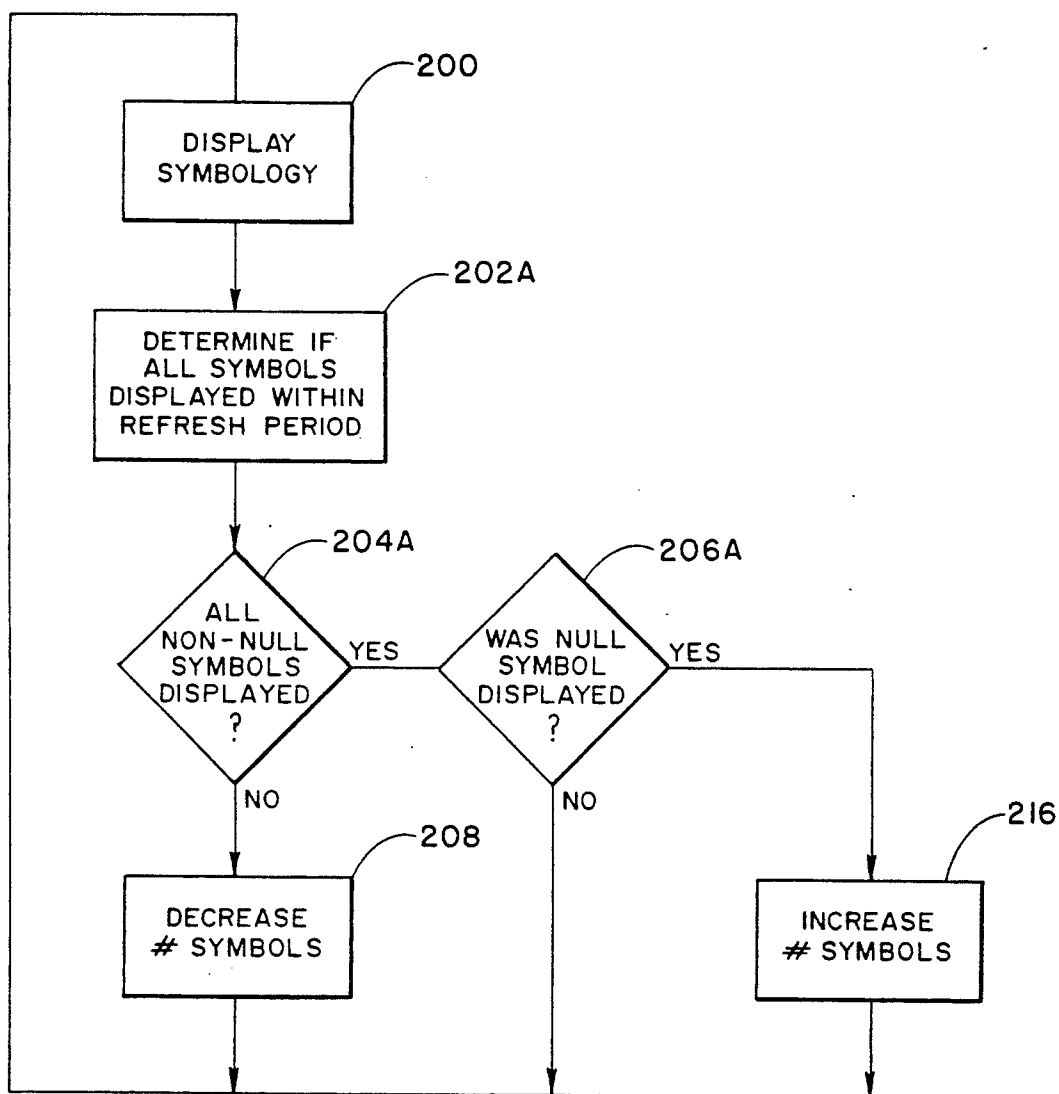 200
DISPLAY
SYMBOLOGY
202A
DETERMINE IF
ALL SYMBOLS
DISPLAYED WITHIN
REFRESH PERIOD
204A
ALL
NON-NULL
SYMBOLS
DISPLAYED
?
YES
NO
206A
WAS NULL
SYMBOL
DISPLAYED
?
YES
NO
208
DECREASE
# SYMBOLS
216
INCREASE
# SYMBOLS